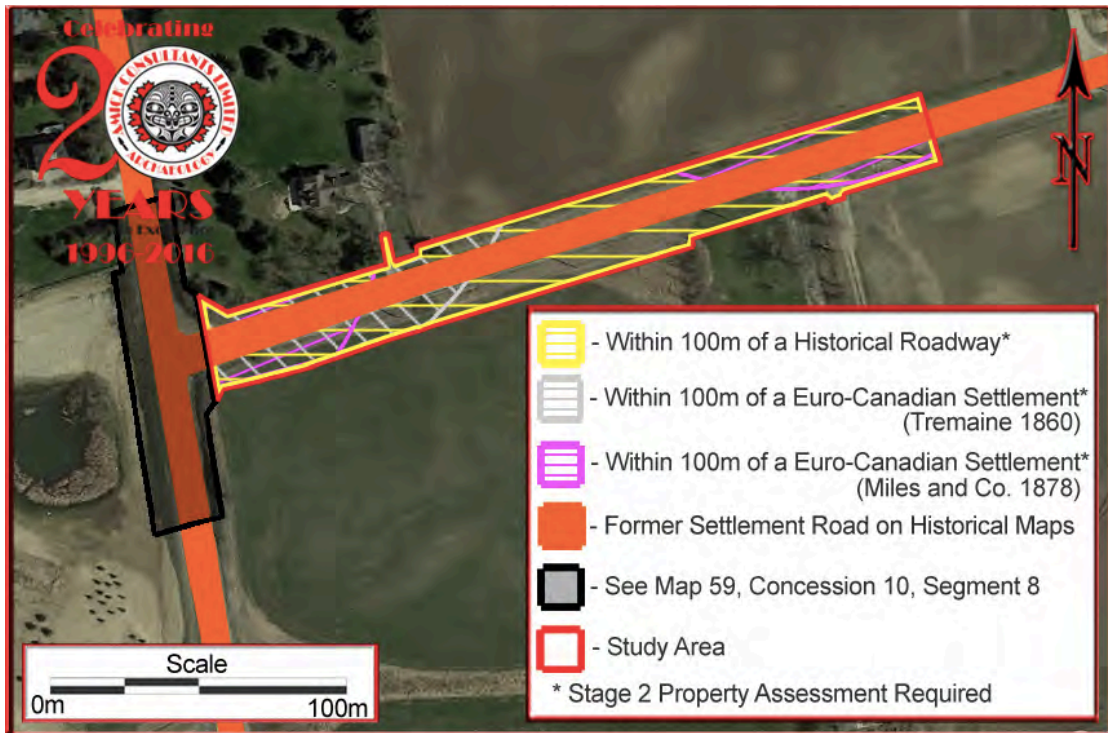 Celebrating
20
AMICK CONSULTANTS LIMITED
ARCHAEOLOGY
YEARS
1996-2016
N
- Within 100m of a Historical Roadway*
- Within 100m of a Euro-Canadian Settlement*
(Tremaine 1860)
- Within 100m of a Euro-Canadian Settlement*
(Miles and Co. 1878)
- Former Settlement Road on Historical Maps
- See Map 59, Concession 10, Segment 8
- Study Area
* Stage 2 Property Assessment Required
Scale
0m 100m